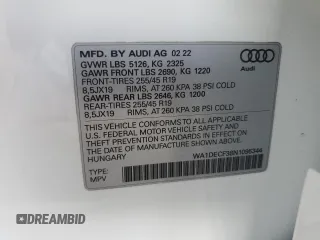 MFD. BY AUDI AG 02 22
GVWR LBS 5126, KG 2325
GAWR FRONT LBS 2690, KG 1220
FRONT-TIRES 255/45 R19
8,5JX19 RIMS, AT 260 KPA 38 PSI COLD
GAWR REAR LBS 2646, KG 1200
REAR-TIRES 255/45 R19
8,5JX19 RIMS, AT 260 KPA 38 PSI COLD
Audi
THIS VEHICLE CONFORMS TO ALL APPLICABLE
U.S. FEDERAL MOTOR VEHICLE SAFETY BUMPER AND
THEFT PREVENTION STANDARDS IN EFFECT ON THE
DATE OF MANUFACTURE SHOWN ABOVE.
HUNGARY
TYPE:
MPV
DREAMBID